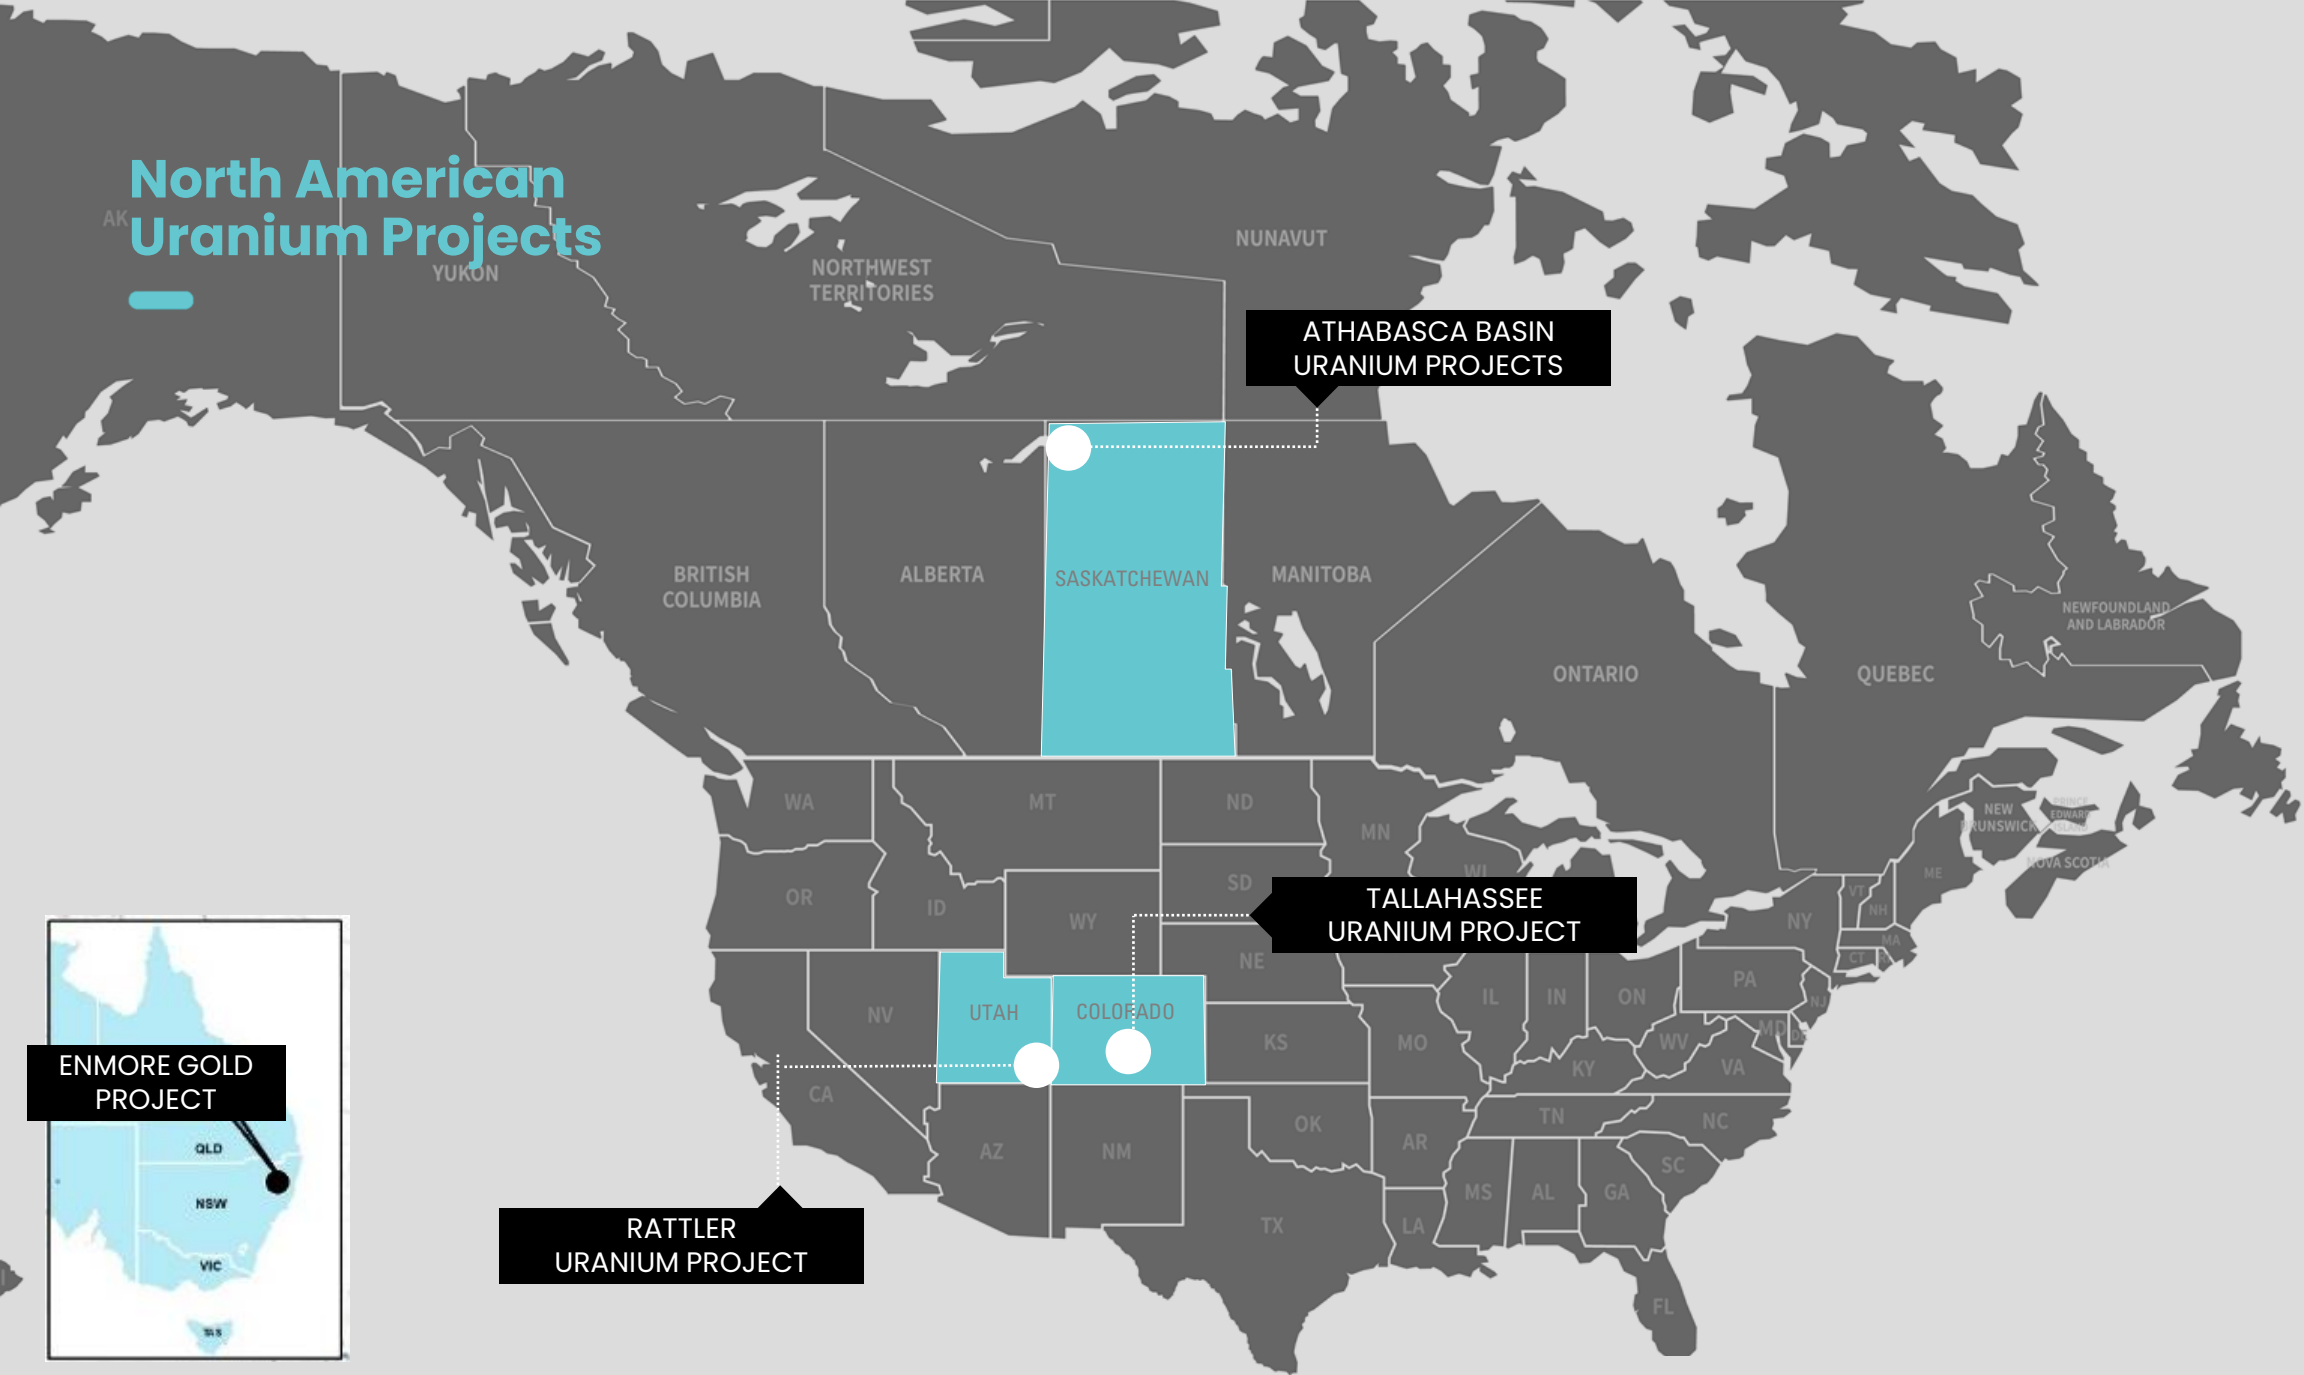 North American
Uranium Projects
AK
YUKON
NORTHWEST
TERRITORIES
NUNAVUT
ATHABASCA BASIN
URANIUM PROJECTS
BRITISH
COLUMBIA
ALBERTA
SASKATCHEWAN
MANITOBA
ONTARIO
QUEBEC
NEWFOUNDLAND
AND LABRADOR
NEW
BRUNSWICK
PRINCE
EDWARD
ISLAND
NOVA SCOTIA
WA
MT
ND
MN
OR
ID
WY
SD
WI
ME
VT
NH
NY
MA
CT
TALLAHASSEE
URANIUM PROJECT
NE
PA
NJ
NV
UTAH
COLORADO
KS
MO
IL
IN
ON
KY
WV
VA
MD
DE
CA
AZ
NM
OK
AR
TN
NC
SC
MS
AL
GA
TX
LA
FL
RATTLER
URANIUM PROJECT
ENMORE GOLD
PROJECT
QLD
NSW
VIC
TAS